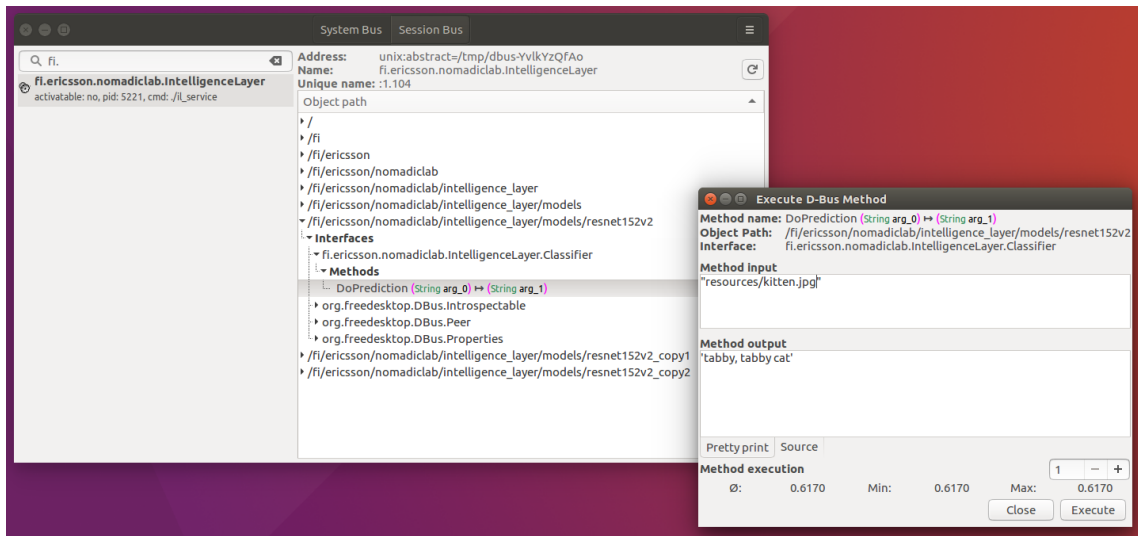 System Bus Session Bus
fi.
fi.ericsson.nomadiclab.IntelligenceLayer
activatable: no, pid: 5221, cmd: ./il_service
Address: unix:abstract=/tmp/dbus-YvlkYzQfAo
Name: fi.ericsson.nomadiclab.IntelligenceLayer
Unique name: :1.104
Object path
/
/fi
/fi/ericsson
/fi/ericsson/nomadiclab
/fi/ericsson/nomadiclab/intelligence_layer
/fi/ericsson/nomadiclab/intelligence_layer/models
/fi/ericsson/nomadiclab/intelligence_layer/models/resnet152v2
Interfaces
fi.ericsson.nomadiclab.IntelligenceLayer.Classifier
Methods
DoPrediction (String arg_0) ↦ (String arg_1)
org.freedesktop.DBus.Introspectable
org.freedesktop.DBus.Peer
org.freedesktop.DBus.Properties
/fi/ericsson/nomadiclab/intelligence_layer/models/resnet152v2_copy1
/fi/ericsson/nomadiclab/intelligence_layer/models/resnet152v2_copy2
Execute D-Bus Method
Method name: DoPrediction (String arg_0) ↦ (String arg_1)
Object Path: /fi/ericsson/nomadiclab/intelligence_layer/models/resnet152v2
Interface: fi.ericsson.nomadiclab.IntelligenceLayer.Classifier
Method input
"resources/kitten.jpg"
Method output
'tabby, tabby cat'
Pretty print Source
Method execution 1 − +
Ø: 0.6170 Min: 0.6170 Max: 0.6170
Close Execute